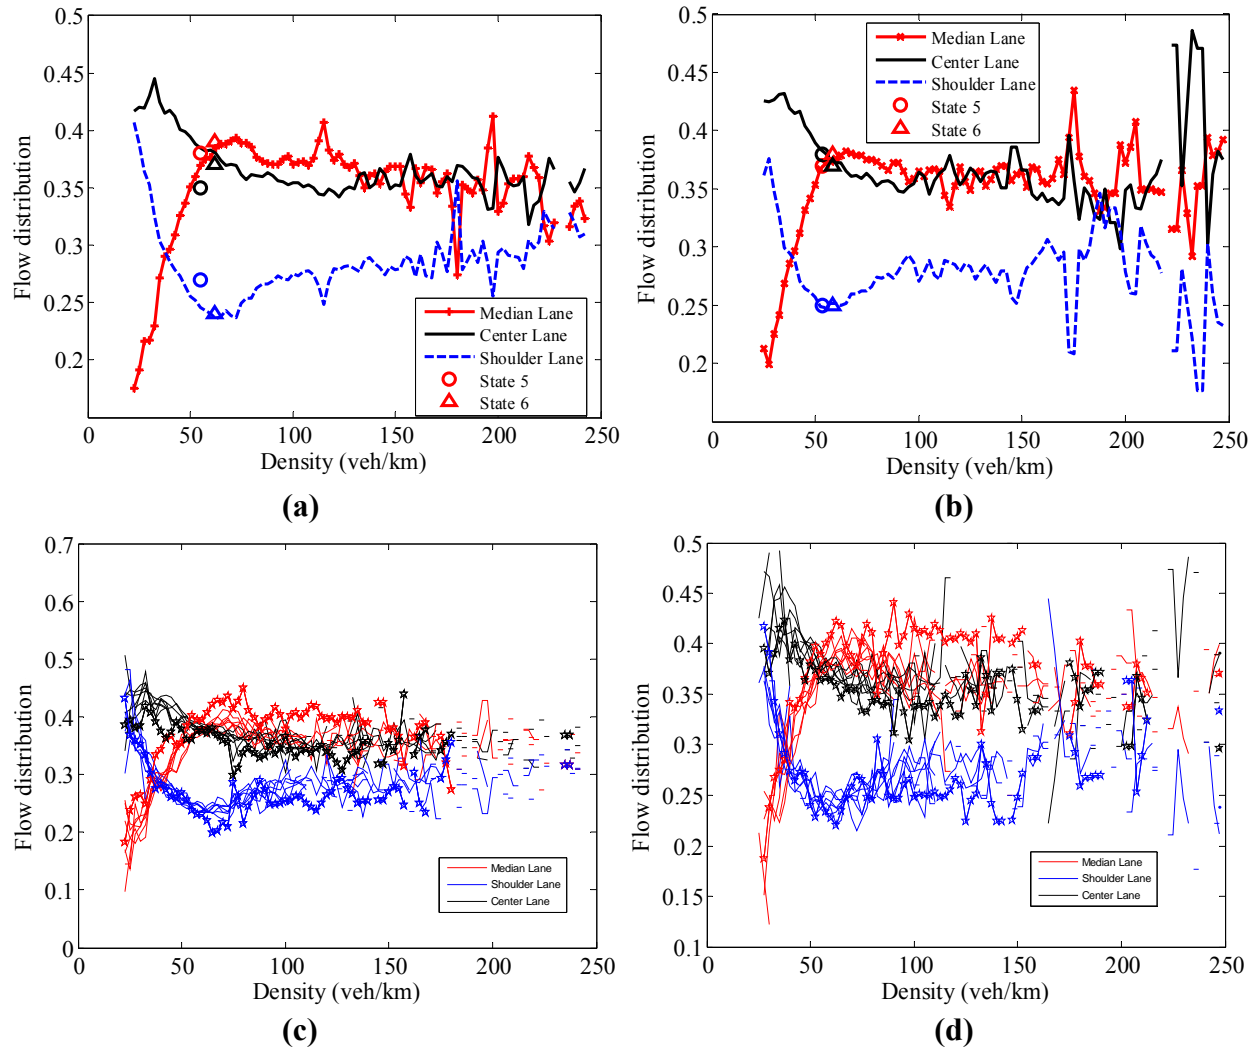 0.5
0.45
0.4
0.35
0.3
0.25
0.2
Flow distribution
Median Lane
Center Lane
Shoulder Lane
State 5
State 6
0 50 100 150 200 250
Density (veh/km)
(a)
0.5
0.45
0.4
0.35
0.3
0.25
0.2
Flow distribution
Median Lane
Center Lane
Shoulder Lane
State 5
State 6
0 50 100 150 200 250
Density (veh/km)
(b)
0.7
0.6
0.5
0.4
0.3
0.2
0.1
0
Flow distribution
Median Lane
Shoulder Lane
Center Lane
0 50 100 150 200 250
Density (veh/km)
(c)
0.5
0.45
0.4
0.35
0.3
0.25
0.2
0.15
0.1
Flow distribution
Median Lane
Shoulder Lane
Center Lane
0 50 100 150 200 250
Density (veh/km)
(d)